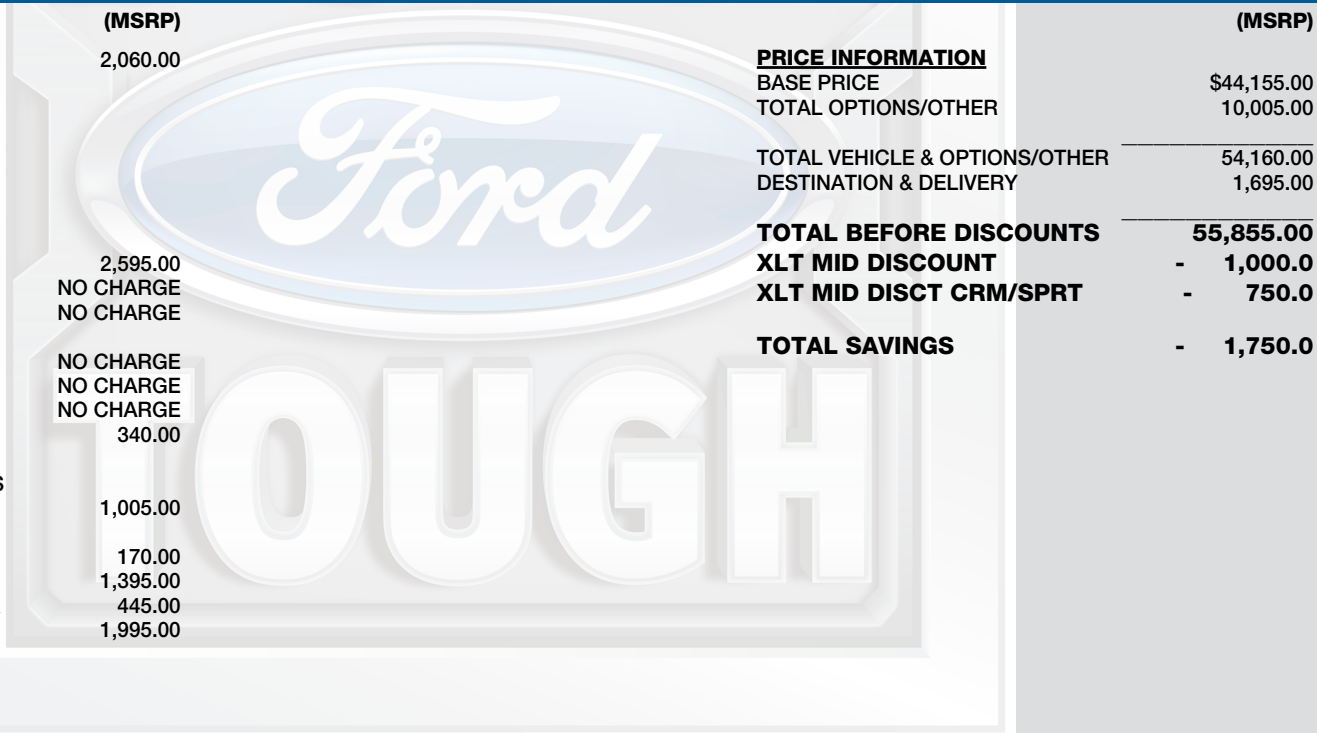 (MSRP)
2,060.00
2,595.00
NO CHARGE
NO CHARGE
NO CHARGE
NO CHARGE
NO CHARGE
340.00
S
1,005.00
170.00
1,395.00
445.00
1,995.00
Ford
TOUGH
(MSRP)
PRICE INFORMATION
BASE PRICE $44,155.00
TOTAL OPTIONS/OTHER 10,005.00
TOTAL VEHICLE & OPTIONS/OTHER 54,160.00
DESTINATION & DELIVERY 1,695.00
TOTAL BEFORE DISCOUNTS 55,855.00
XLT MID DISCOUNT - 1,000.0
XLT MID DISCT CRM/SPRT - 750.0
TOTAL SAVINGS - 1,750.0